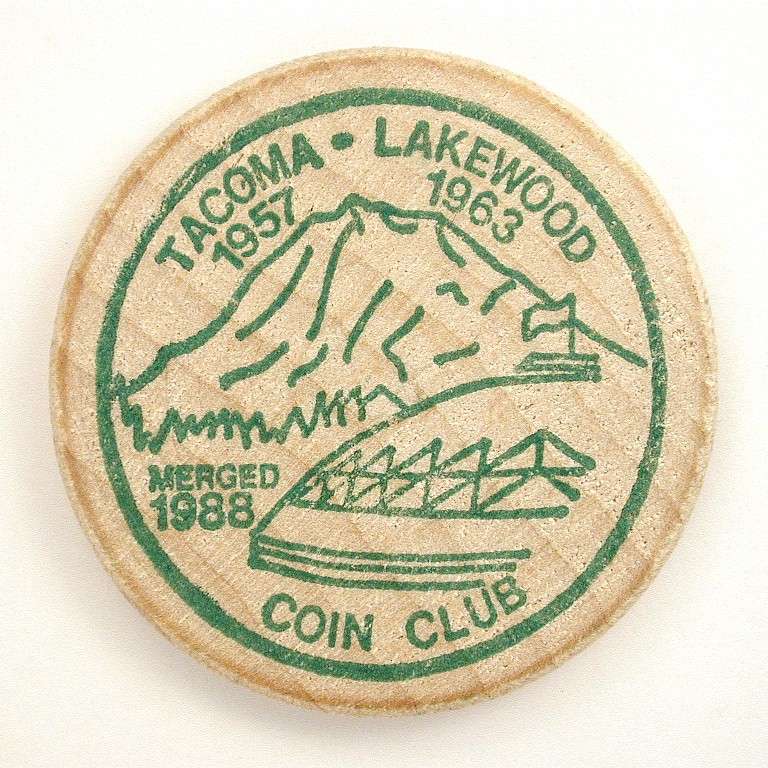 TACOMA • LAKEWOOD
1957 1963
MERGED
1988
COIN CLUB